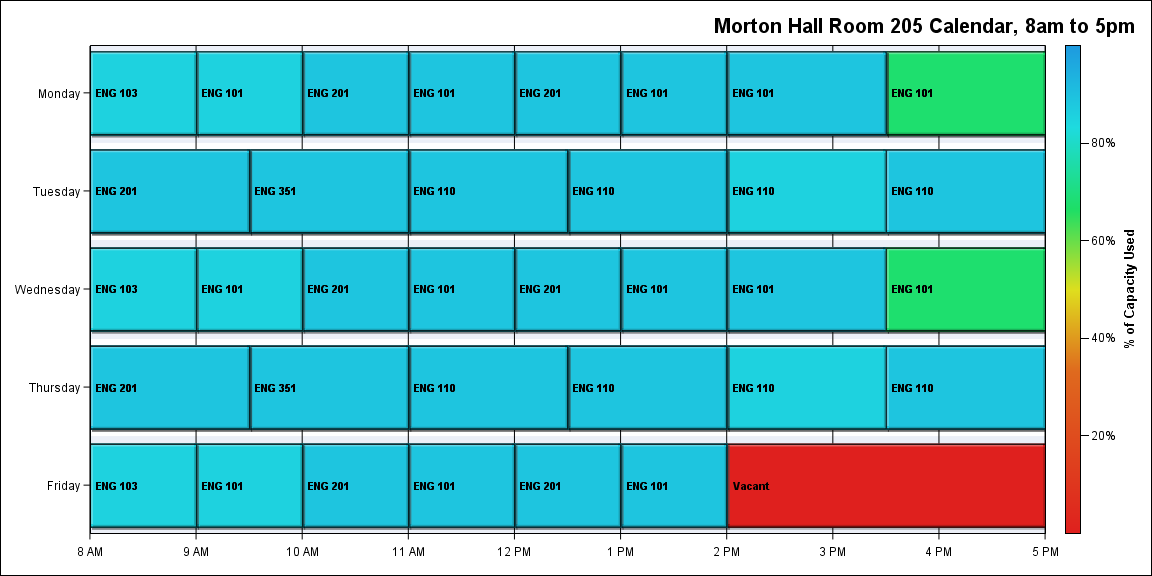 Morton Hall Room 205 Calendar, 8am to 5pm
Monday
ENG 103
ENG 101
ENG 201
ENG 101
ENG 201
ENG 101
ENG 101
ENG 101
Tuesday
ENG 201
ENG 351
ENG 110
ENG 110
ENG 110
ENG 110
Wednesday
ENG 103
ENG 101
ENG 201
ENG 101
ENG 201
ENG 101
ENG 101
ENG 101
Thursday
ENG 201
ENG 351
ENG 110
ENG 110
ENG 110
ENG 110
Friday
ENG 103
ENG 101
ENG 201
ENG 101
ENG 201
ENG 101
Vacant
8 AM
9 AM
10 AM
11 AM
12 PM
1 PM
2 PM
3 PM
4 PM
5 PM
80%
60%
40%
20%
% of Capacity Used